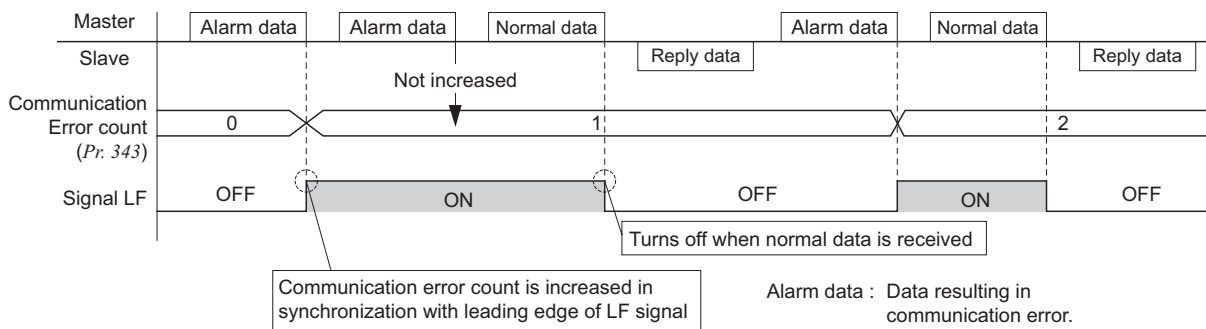 Master
Alarm data
Alarm data
Normal data
Alarm data
Normal data
Slave
Reply data
Reply data
Not increased
Communication
Error count
(Pr. 343)
0
1
2
Signal LF
OFF
ON
OFF
ON
OFF
Turns off when normal data is received
Communication error count is increased in
synchronization with leading edge of LF signal
Alarm data : Data resulting in
communication error.